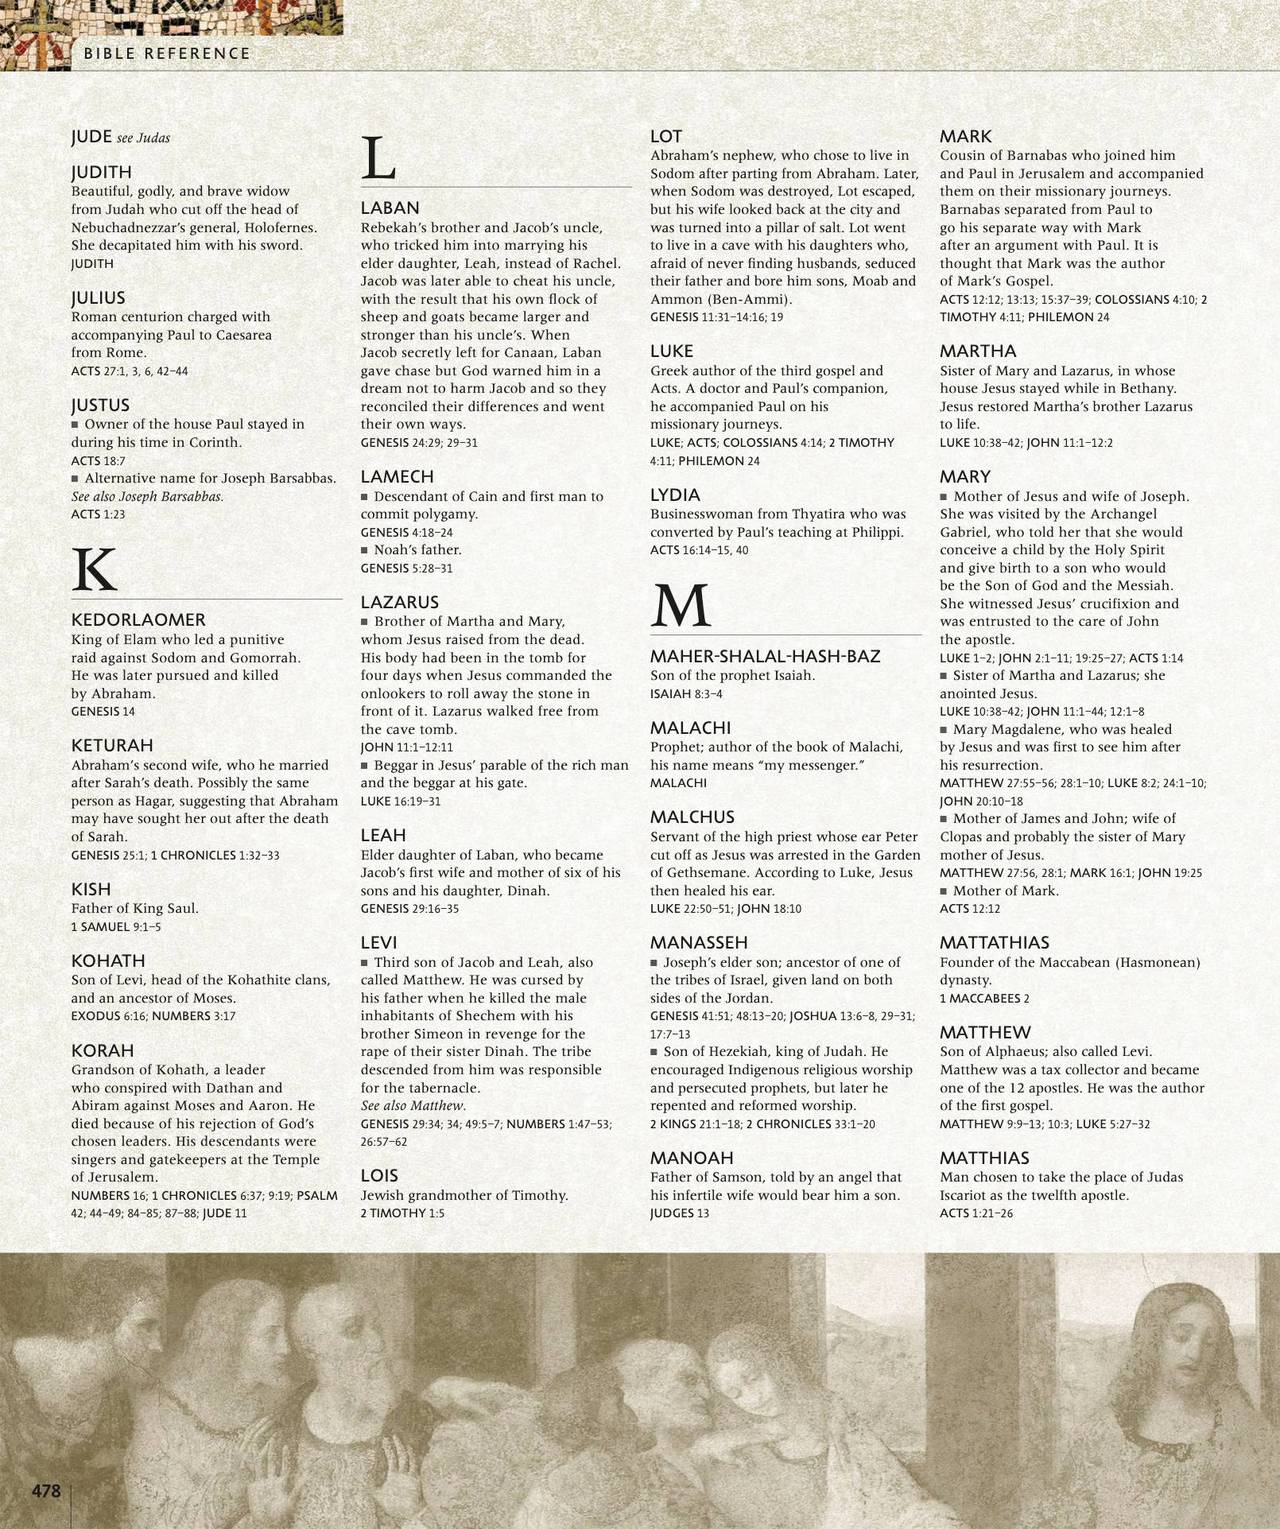 BIBLE REFERENCE
JUDE see Judas
JUDITH
Beautiful, godly, and brave widow
from Judah who cut off the head of
Nebuchadnezzar's general, Holofernes.
She decapitated him with his sword.
JUDITH
JULIUS
Roman centurion charged with
accompanying Paul to Caesarea
from Rome.
ACTS 27:1, 3, 6, 42–44
JUSTUS
■ Owner of the house Paul stayed in
during his time in Corinth.
ACTS 18:7
■ Alternative name for Joseph Barsabbas.
See also Joseph Barsabbas.
ACTS 1:23
K
KEDORLAOMER
King of Elam who led a punitive
raid against Sodom and Gomorrah.
He was later pursued and killed
by Abraham.
GENESIS 14
KETURAH
Abraham's second wife, who he married
after Sarah's death. Possibly the same
person as Hagar, suggesting that Abraham
may have sought her out after the death
of Sarah.
GENESIS 25:1; 1 CHRONICLES 1:32–33
KISH
Father of King Saul.
1 SAMUEL 9:1–5
KOHATH
Son of Levi, head of the Kohathite clans,
and an ancestor of Moses.
EXODUS 6:16; NUMBERS 3:17
KORAH
Grandson of Kohath, a leader
who conspired with Dathan and
Abiram against Moses and Aaron. He
died because of his rejection of God's
chosen leaders. His descendants were
singers and gatekeepers at the Temple
of Jerusalem.
NUMBERS 16; 1 CHRONICLES 6:37; 9:19; PSALM
42; 44–49; 84–85; 87–88; JUDE 11
L
LABAN
Rebekah's brother and Jacob's uncle,
who tricked him into marrying his
elder daughter, Leah, instead of Rachel.
Jacob was later able to cheat his uncle,
with the result that his own flock of
sheep and goats became larger and
stronger than his uncle's. When
Jacob secretly left for Canaan, Laban
gave chase but God warned him in a
dream not to harm Jacob and so they
reconciled their differences and went
their own ways.
GENESIS 24:29; 29–31
LAMECH
■ Descendant of Cain and first man to
commit polygamy.
GENESIS 4:18–24
■ Noah's father.
GENESIS 5:28–31
LAZARUS
■ Brother of Martha and Mary,
whom Jesus raised from the dead.
His body had been in the tomb for
four days when Jesus commanded the
onlookers to roll away the stone in
front of it. Lazarus walked free from
the cave tomb.
JOHN 11:1–12:11
■ Beggar in Jesus' parable of the rich man
and the beggar at his gate.
LUKE 16:19–31
LEAH
Elder daughter of Laban, who became
Jacob's first wife and mother of six of his
sons and his daughter, Dinah.
GENESIS 29:16–35
LEVI
■ Third son of Jacob and Leah, also
called Matthew. He was cursed by
his father when he killed the male
inhabitants of Shechem with his
brother Simeon in revenge for the
rape of their sister Dinah. The tribe
descended from him was responsible
for the tabernacle.
See also Matthew.
GENESIS 29:34; 34; 49:5–7; NUMBERS 1:47–53;
26:57–62
LOIS
Jewish grandmother of Timothy.
2 TIMOTHY 1:5
LOT
Abraham's nephew, who chose to live in
Sodom after parting from Abraham. Later,
when Sodom was destroyed, Lot escaped,
but his wife looked back at the city and
was turned into a pillar of salt. Lot went
to live in a cave with his daughters who,
afraid of never finding husbands, seduced
their father and bore him sons, Moab and
Ammon (Ben-Ammi).
GENESIS 11:31–14:16; 19
LUKE
Greek author of the third gospel and
Acts. A doctor and Paul's companion,
he accompanied Paul on his
missionary journeys.
LUKE; ACTS; COLOSSIANS 4:14; 2 TIMOTHY
4:11; PHILEMON 24
LYDIA
Businesswoman from Thyatira who was
converted by Paul's teaching at Philippi.
ACTS 16:14–15, 40
M
MAHER-SHALAL-HASH-BAZ
Son of the prophet Isaiah.
ISAIAH 8:3–4
MALACHI
Prophet; author of the book of Malachi,
his name means "my messenger."
MALACHI
MALCHUS
Servant of the high priest whose ear Peter
cut off as Jesus was arrested in the Garden
of Gethsemane. According to Luke, Jesus
then healed his ear.
LUKE 22:50–51; JOHN 18:10
MANASSEH
■ Joseph's elder son; ancestor of one of
the tribes of Israel, given land on both
sides of the Jordan.
GENESIS 41:51; 48:13–20; JOSHUA 13:6–8, 29–31;
17:7–13
■ Son of Hezekiah, king of Judah. He
encouraged Indigenous religious worship
and persecuted prophets, but later he
repented and reformed worship.
2 KINGS 21:1–18; 2 CHRONICLES 33:1–20
MANOAH
Father of Samson, told by an angel that
his infertile wife would bear him a son.
JUDGES 13
MARK
Cousin of Barnabas who joined him
and Paul in Jerusalem and accompanied
them on their missionary journeys.
Barnabas separated from Paul to
go his separate way with Mark
after an argument with Paul. It is
thought that Mark was the author
of Mark's Gospel.
ACTS 12:12; 13:13; 15:37–39; COLOSSIANS 4:10; 2
TIMOTHY 4:11; PHILEMON 24
MARTHA
Sister of Mary and Lazarus, in whose
house Jesus stayed while in Bethany.
Jesus restored Martha's brother Lazarus
to life.
LUKE 10:38–42; JOHN 11:1–12:2
MARY
■ Mother of Jesus and wife of Joseph.
She was visited by the Archangel
Gabriel, who told her that she would
conceive a child by the Holy Spirit
and give birth to a son who would
be the Son of God and the Messiah.
She witnessed Jesus' crucifixion and
was entrusted to the care of John
the apostle.
LUKE 1–2; JOHN 2:1–11; 19:25–27; ACTS 1:14
■ Sister of Martha and Lazarus; she
anointed Jesus.
LUKE 10:38–42; JOHN 11:1–44; 12:1–8
■ Mary Magdalene, who was healed
by Jesus and was first to see him after
his resurrection.
MATTHEW 27:55–56; 28:1–10; LUKE 8:2; 24:1–10;
JOHN 20:10–18
■ Mother of James and John; wife of
Clopas and probably the sister of Mary
mother of Jesus.
MATTHEW 27:56, 28:1; MARK 16:1; JOHN 19:25
■ Mother of Mark.
ACTS 12:12
MATTATHIAS
Founder of the Maccabean (Hasmonean)
dynasty.
1 MACCABEES 2
MATTHEW
Son of Alphaeus; also called Levi.
Matthew was a tax collector and became
one of the 12 apostles. He was the author
of the first gospel.
MATTHEW 9:9–13; 10:3; LUKE 5:27–32
MATTHIAS
Man chosen to take the place of Judas
Iscariot as the twelfth apostle.
ACTS 1:21–26
478